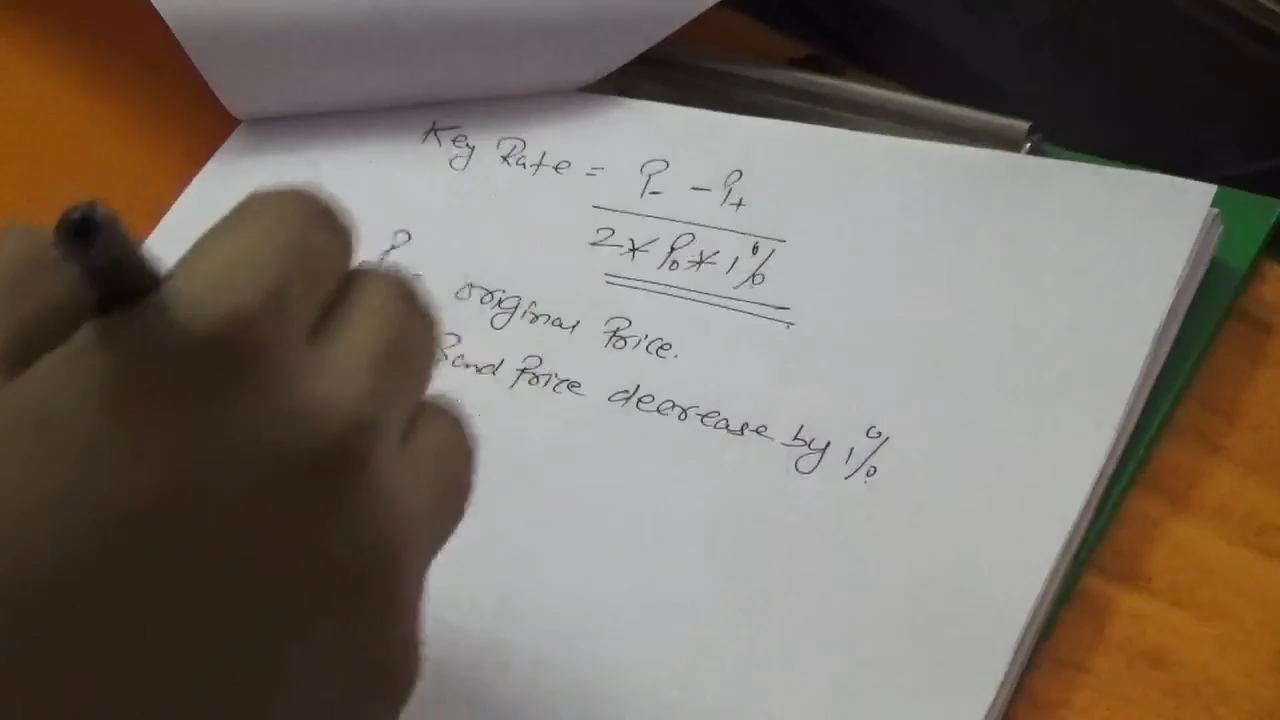 Key Rate = P- - P+
2 * P0 * 1%
P
original Price.
Bond Price decrease by 1%